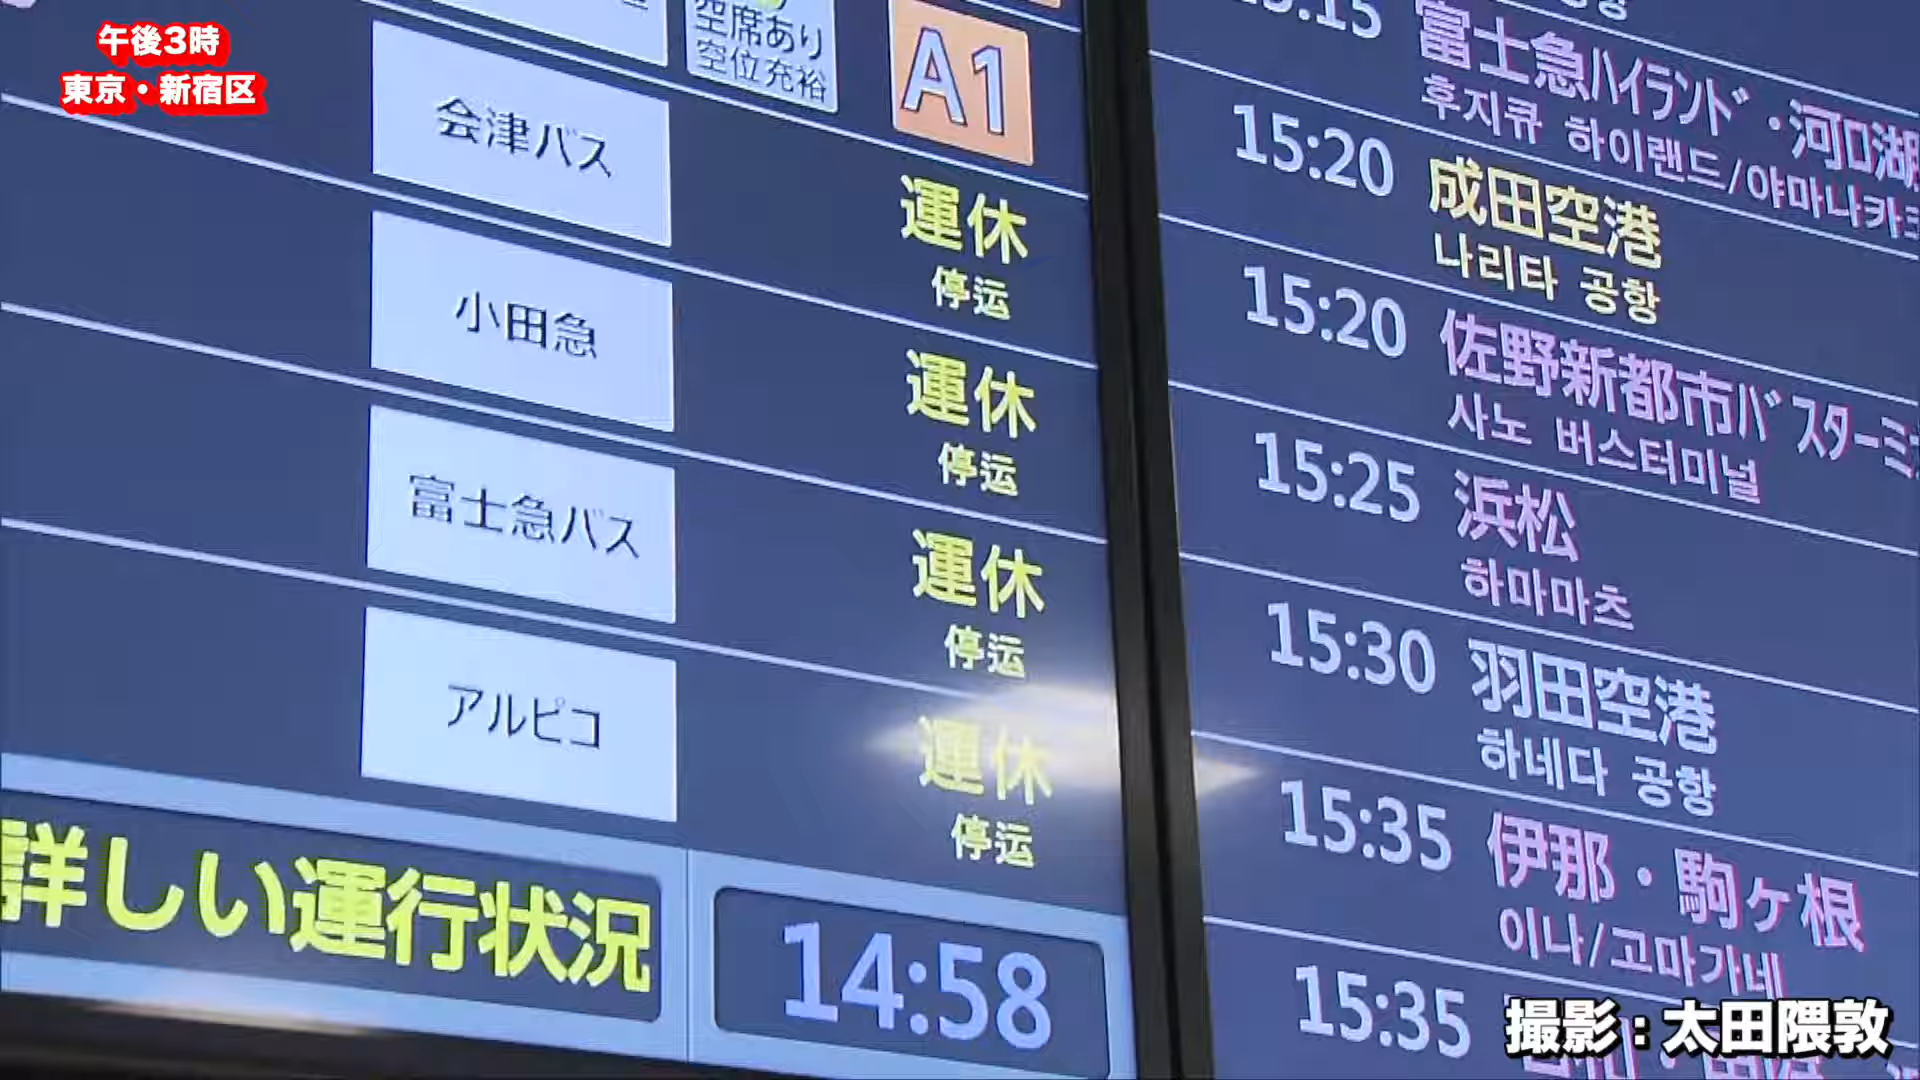 午後3時
東京・新宿区
空席あり
空位充裕
A1
会津バス
運休
停运
小田急
運休
停运
富士急バス
運休
停运
アルピコ
運休
停运
詳しい運行状況
14:58
富士急ハイランド・河口湖
후지큐 하이랜드/야마나카
15:20 成田空港
나리타 공항
15:20 佐野新都市バスターミ
사노 버스터미널
15:25 浜松
하마마츠
15:30 羽田空港
하네다 공항
15:35 伊那・駒ヶ根
이나/고마가네
15:35
撮影：太田隈敦